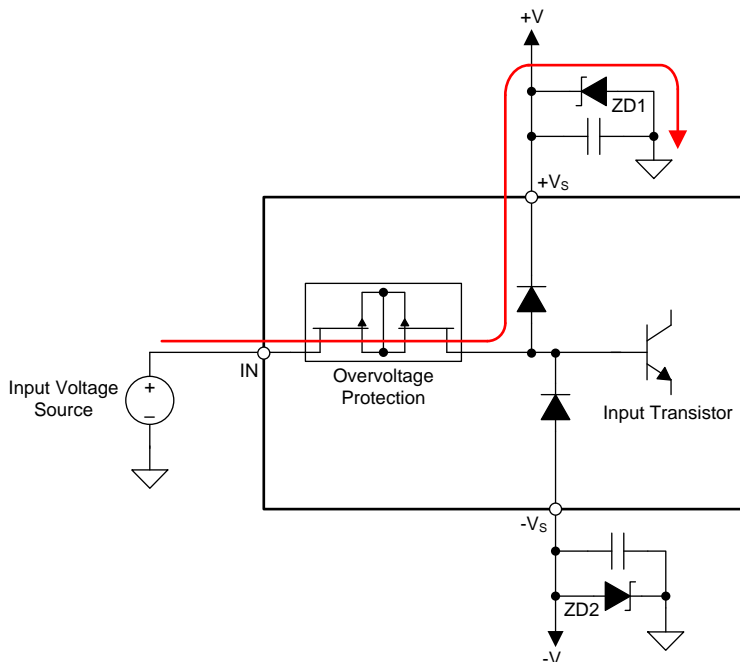 +V
ZD1
+VS
IN
Overvoltage
Protection
Input Voltage
Source
+
–
Input Transistor
-VS
ZD2
-V